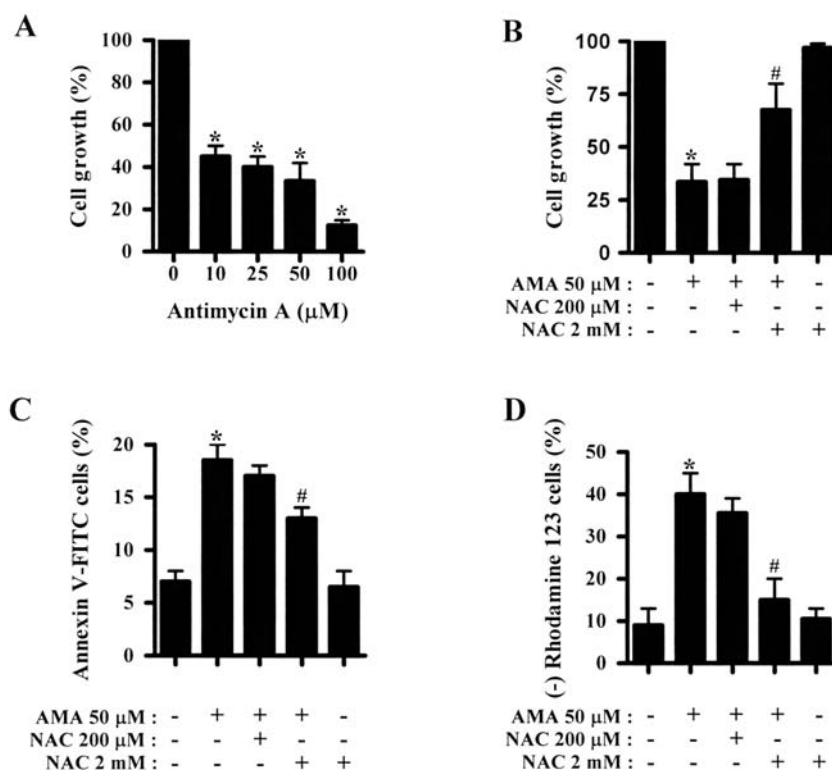 A
Cell growth (%)
100
80
60
40
20
0
*
*
*
*
0 10 25 50 100
Antimycin A (μM)
B
Cell growth (%)
100
75
50
25
0
*
#
AMA 50 μM : - + + + -
NAC 200 μM : - - + - -
NAC 2 mM : - - - + +
C
Annexin V-FITC cells (%)
20
15
10
5
0
*
#
AMA 50 μM : - + + + -
NAC 200 μM : - - + - -
NAC 2 mM : - - - + +
D
(-) Rhodamine 123 cells (%)
50
40
30
20
10
0
*
#
AMA 50 μM : - + + + -
NAC 200 μM : - - + - -
NAC 2 mM : - - - + +